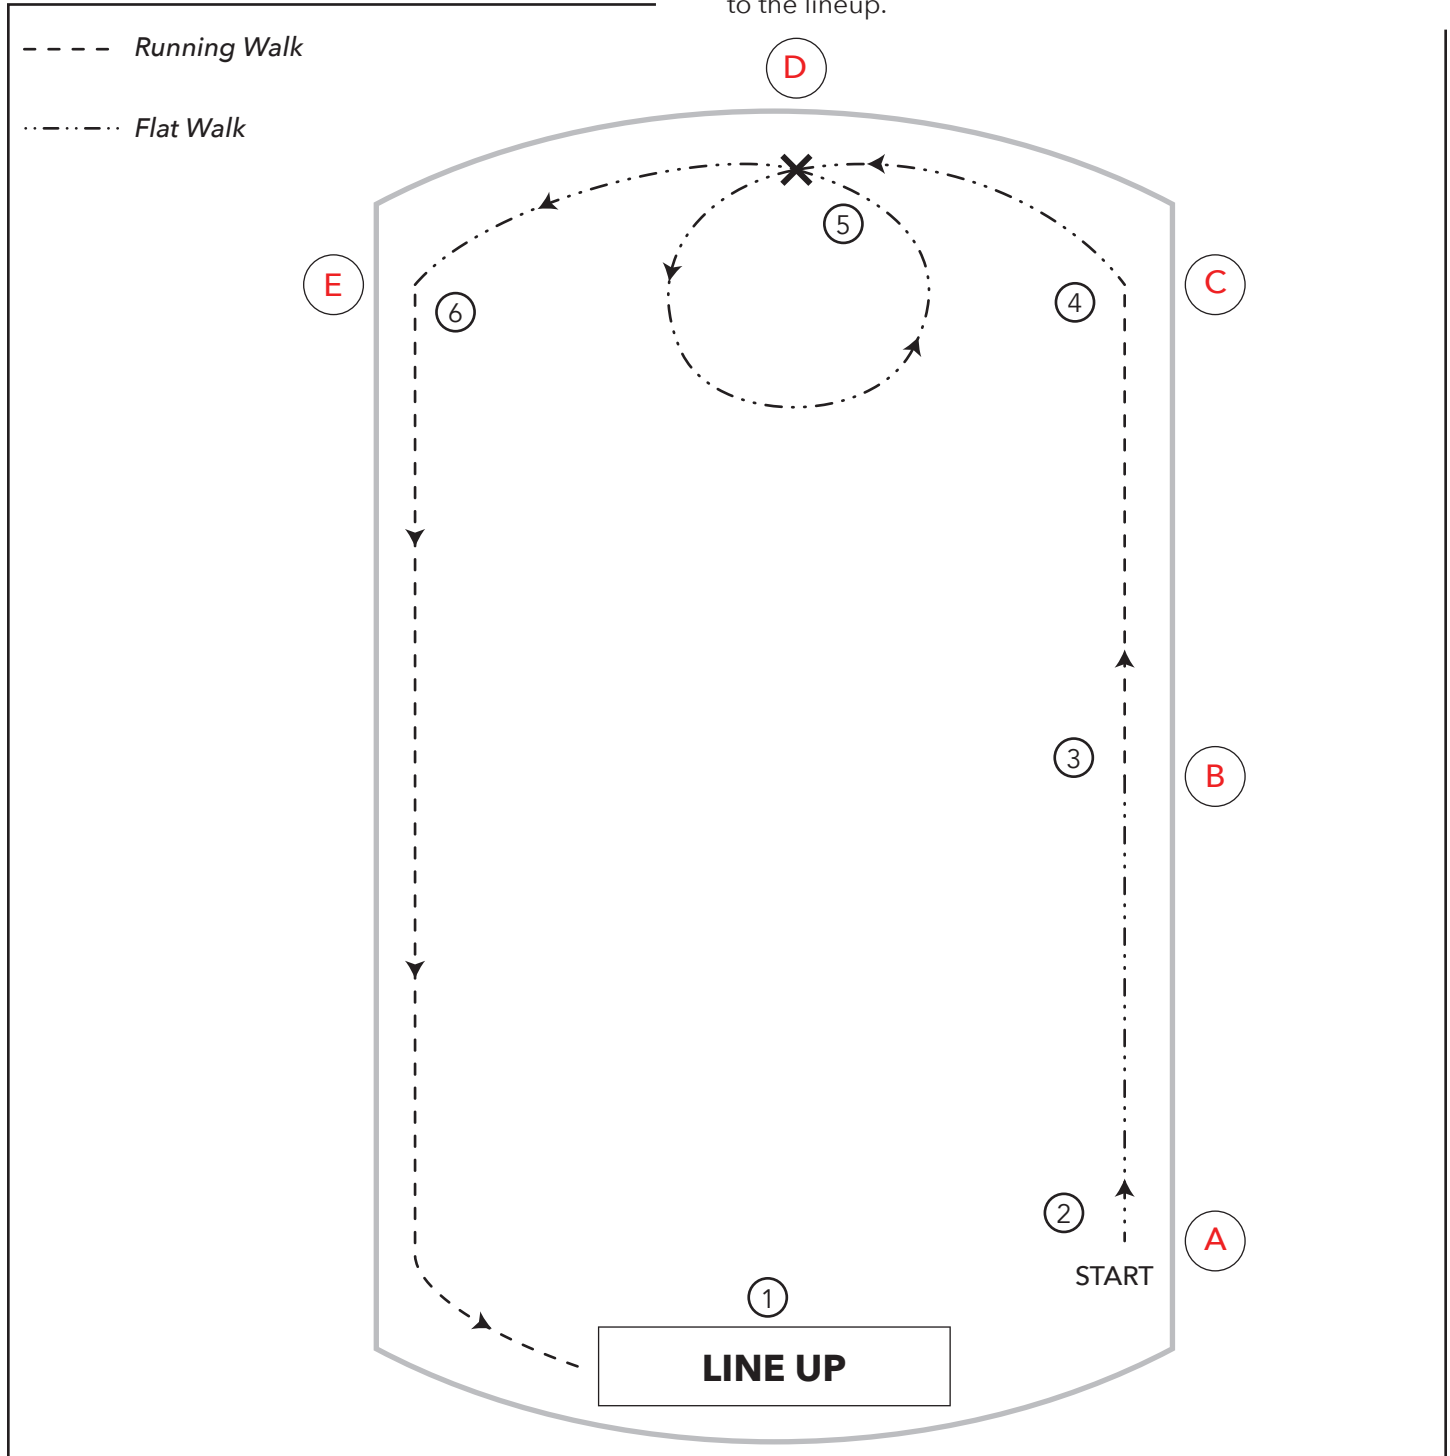 to the lineup.
Running Walk
Flat Walk
D
E
C
5
6
4
3
B
2
A
START
1
LINE UP